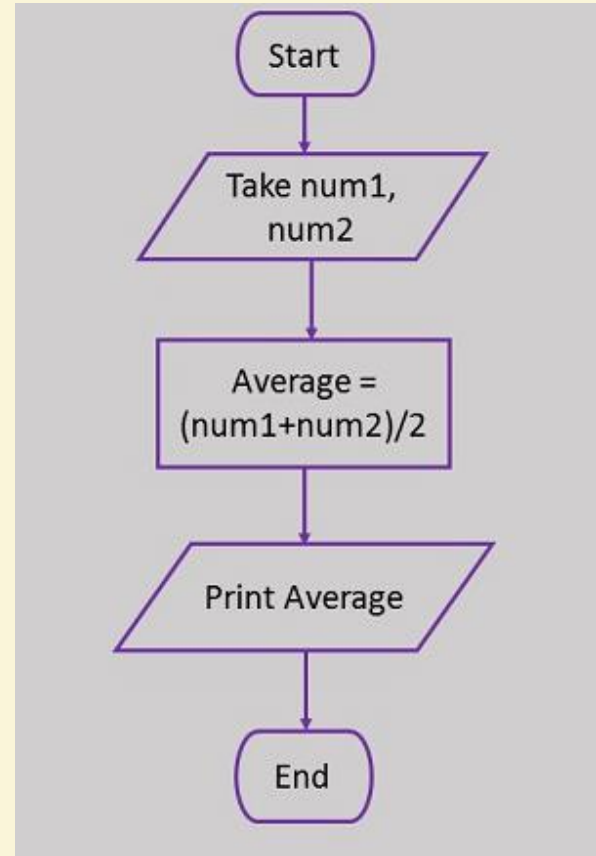 Start
Take num1,
num2
Average =
(num1+num2)/2
Print Average
End